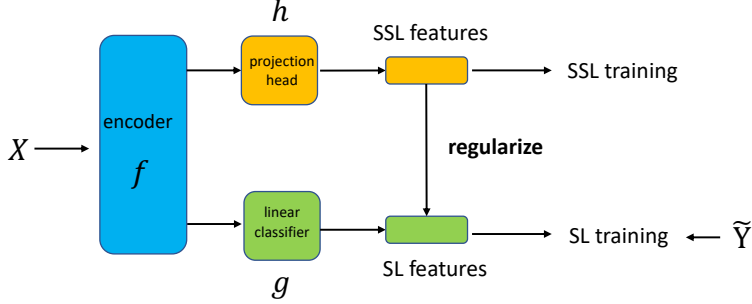 h
SSL features
projection
head
SSL training
encoder
X
f
regularize
linear
classifier
SL training
Ỹ
SL features
g